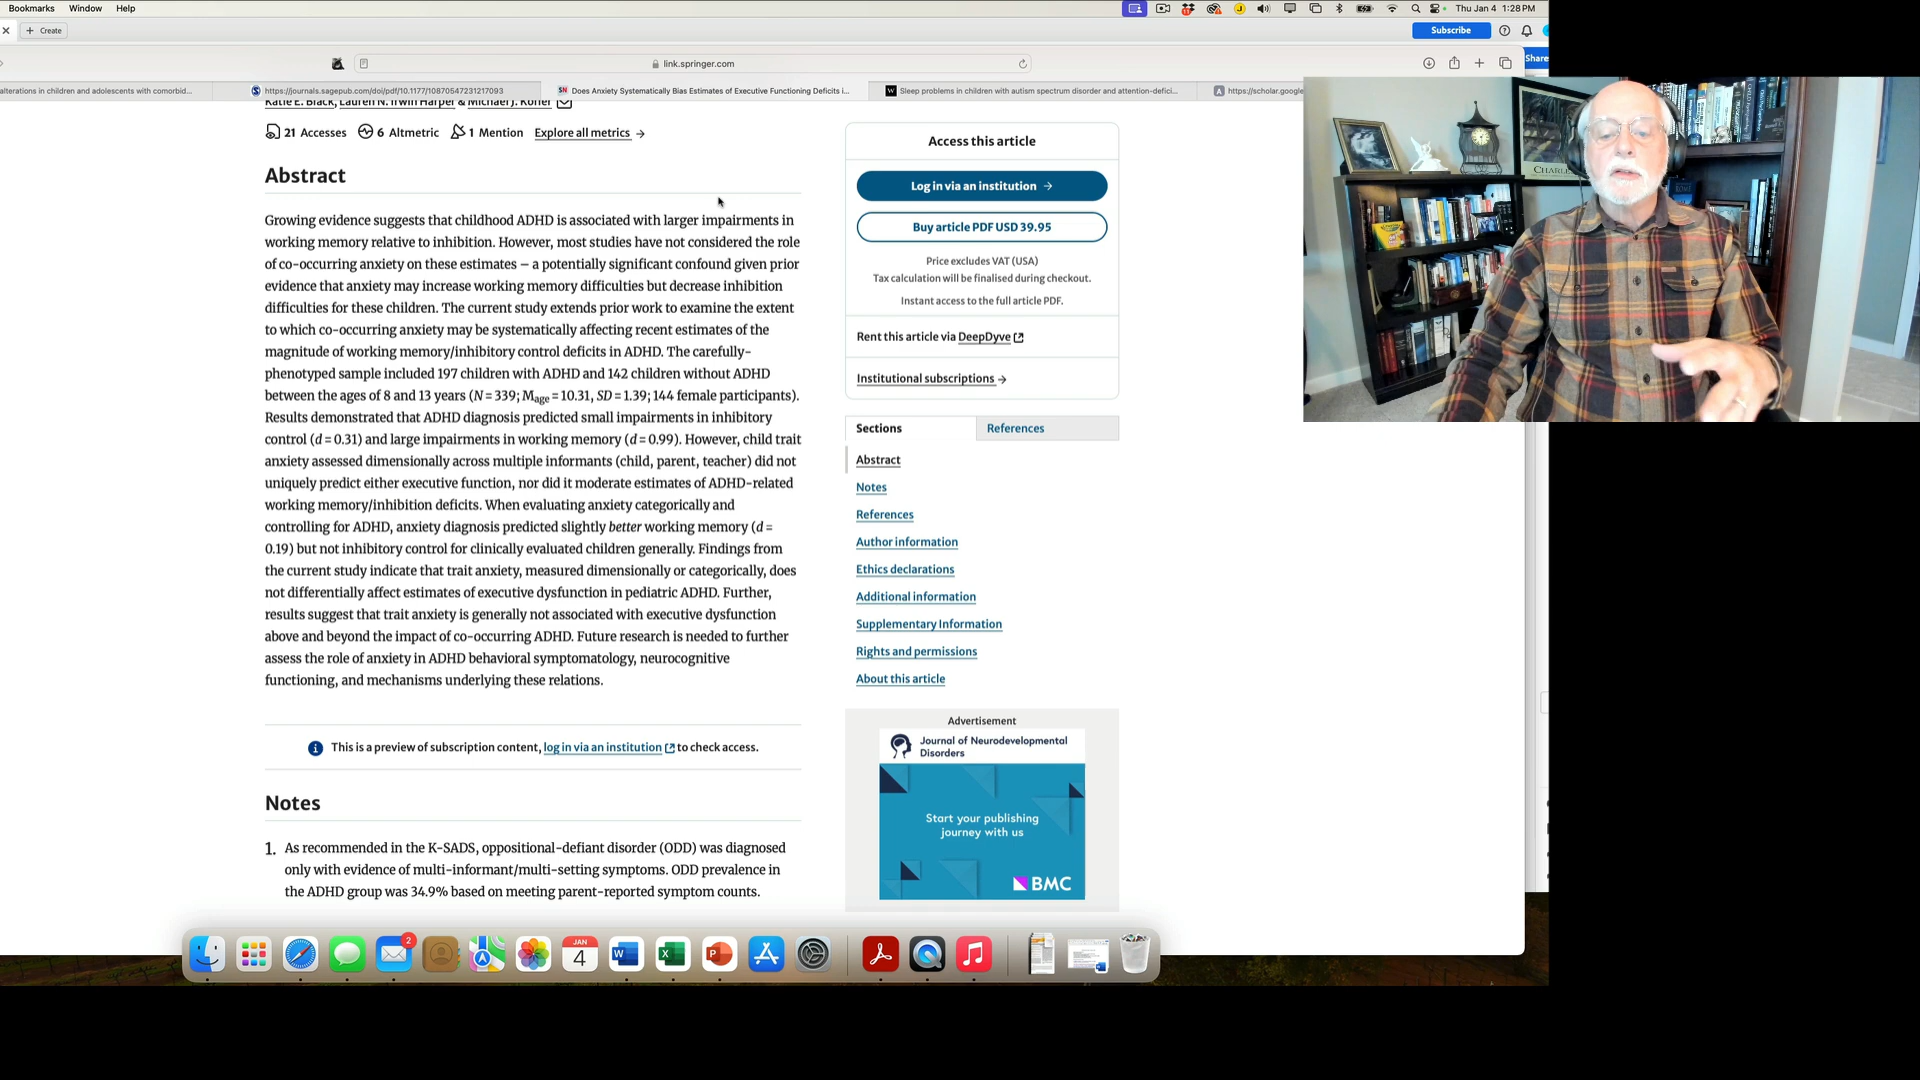 Bookmarks Window Help
Thu Jan 4 1:28 PM
Create
Subscribe
Share
link.springer.com
alterations in children and adolescents with comorbid...
https://journals.sagepub.com/doi/pdf/10.1177/10870547231217093
Does Anxiety Systematically Bias Estimates of Executive Functioning Deficits i...
Sleep problems in children with autism spectrum disorder and attention-defici...
https://scholar.google
Katie E. Black, Lauren N. Irwin Harper & Michael J. Kofler
21 Accesses 6 Altmetric 1 Mention Explore all metrics →
Abstract
Growing evidence suggests that childhood ADHD is associated with larger impairments in
working memory relative to inhibition. However, most studies have not considered the role
of co-occurring anxiety on these estimates – a potentially significant confound given prior
evidence that anxiety may increase working memory difficulties but decrease inhibition
difficulties for these children. The current study extends prior work to examine the extent
to which co-occurring anxiety may be systematically affecting recent estimates of the
magnitude of working memory/inhibitory control deficits in ADHD. The carefully-
phenotyped sample included 197 children with ADHD and 142 children without ADHD
between the ages of 8 and 13 years (N = 339; Mage = 10.31, SD = 1.39; 144 female participants).
Results demonstrated that ADHD diagnosis predicted small impairments in inhibitory
control (d = 0.31) and large impairments in working memory (d = 0.99). However, child trait
anxiety assessed dimensionally across multiple informants (child, parent, teacher) did not
uniquely predict either executive function, nor did it moderate estimates of ADHD-related
working memory/inhibition deficits. When evaluating anxiety categorically and
controlling for ADHD, anxiety diagnosis predicted slightly better working memory (d =
0.19) but not inhibitory control for clinically evaluated children generally. Findings from
the current study indicate that trait anxiety, measured dimensionally or categorically, does
not differentially affect estimates of executive dysfunction in pediatric ADHD. Further,
results suggest that trait anxiety is generally not associated with executive dysfunction
above and beyond the impact of co-occurring ADHD. Future research is needed to further
assess the role of anxiety in ADHD behavioral symptomatology, neurocognitive
functioning, and mechanisms underlying these relations.
This is a preview of subscription content, log in via an institution to check access.
Notes
1. As recommended in the K-SADS, oppositional-defiant disorder (ODD) was diagnosed
only with evidence of multi-informant/multi-setting symptoms. ODD prevalence in
the ADHD group was 34.9% based on meeting parent-reported symptom counts.
Access this article
Log in via an institution →
Buy article PDF USD 39.95
Price excludes VAT (USA)
Tax calculation will be finalised during checkout.
Instant access to the full article PDF.
Rent this article via DeepDyve
Institutional subscriptions →
Sections References
Abstract
Notes
References
Author information
Ethics declarations
Additional information
Supplementary Information
Rights and permissions
About this article
Advertisement
Journal of Neurodevelopmental
Disorders
Start your publishing
journey with us
BMC
CHARLES
2
JAN
4